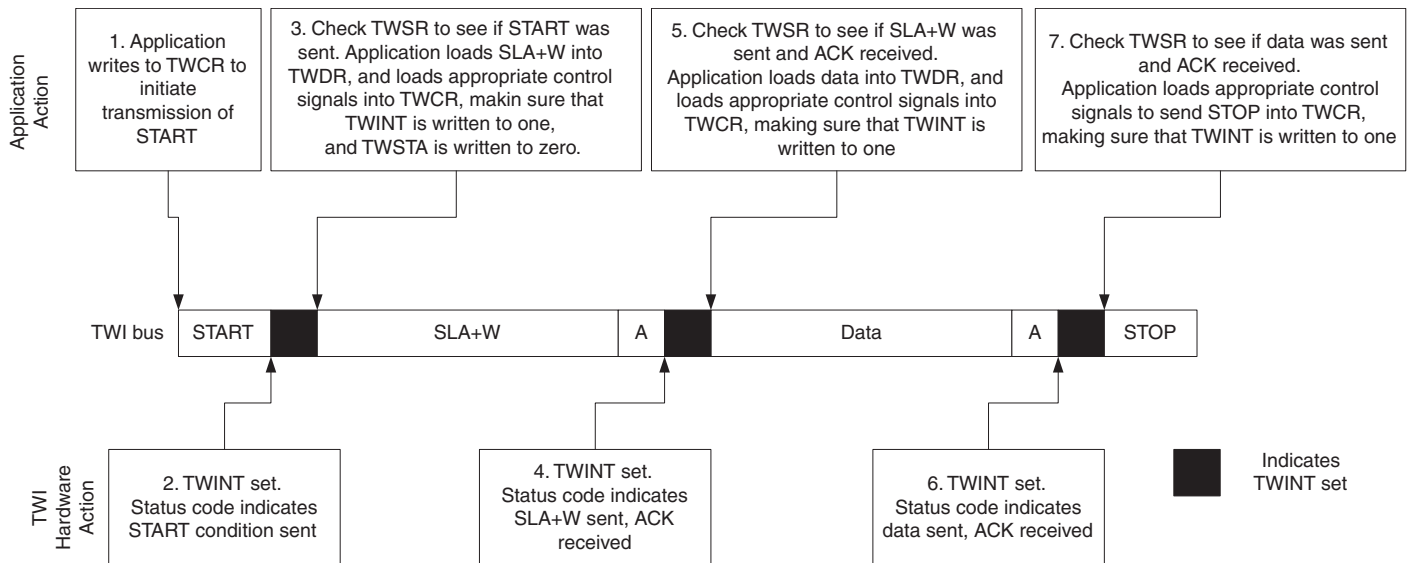 Application
Action
1. Application
writes to TWCR to
initiate
transmission of
START
3. Check TWSR to see if START was
sent. Application loads SLA+W into
TWDR, and loads appropriate control
signals into TWCR, makin sure that
TWINT is written to one,
and TWSTA is written to zero.
5. Check TWSR to see if SLA+W was
sent and ACK received.
Application loads data into TWDR, and
loads appropriate control signals into
TWCR, making sure that TWINT is
written to one
7. Check TWSR to see if data was sent
and ACK received.
Application loads appropriate control
signals to send STOP into TWCR,
making sure that TWINT is written to one
TWI bus
START
SLA+W
A
Data
A
STOP
TWI
Hardware
Action
2. TWINT set.
Status code indicates
START condition sent
4. TWINT set.
Status code indicates
SLA+W sent, ACK
received
6. TWINT set.
Status code indicates
data sent, ACK received
Indicates
TWINT set